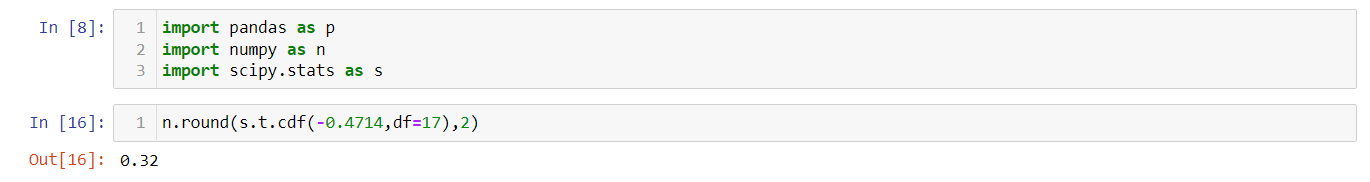 In [8]: 1 import pandas as p
2 import numpy as n
3 import scipy.stats as s
In [16]: 1 n.round(s.t.cdf(-0.4714,df=17),2)
Out[16]: 0.32